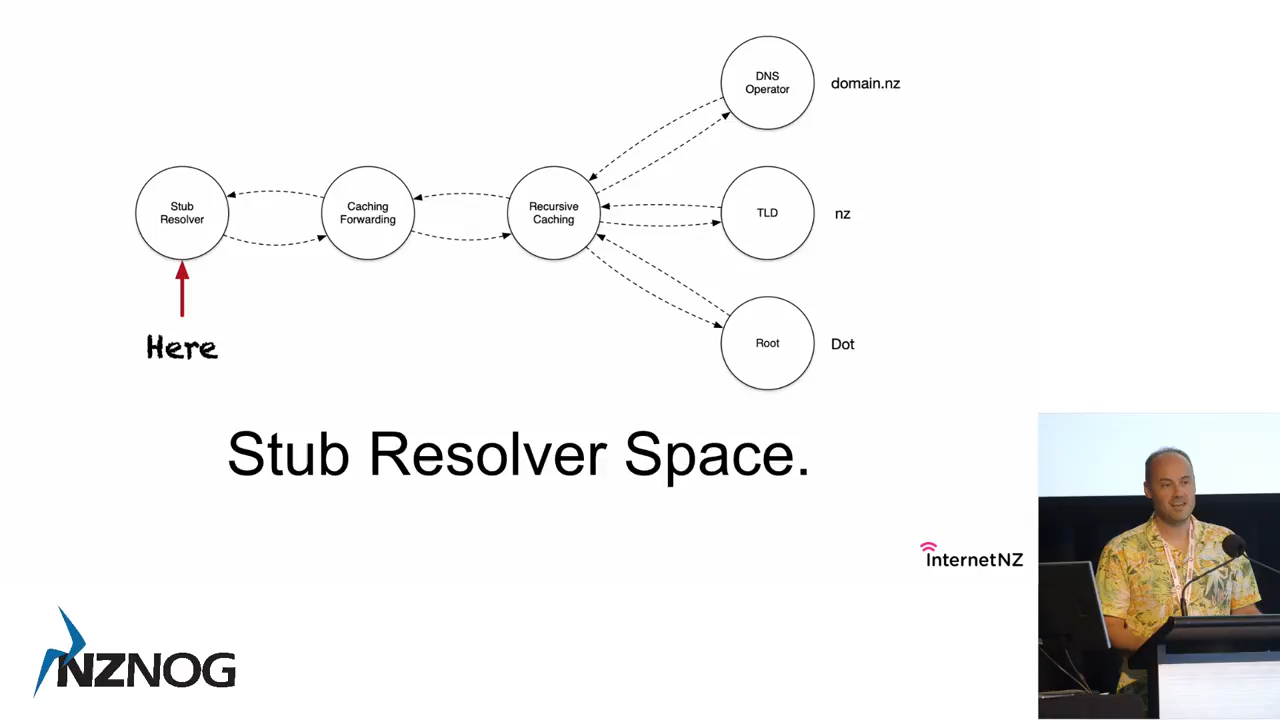 DNS
Operator
domain.nz
Stub
Resolver
Caching
Forwarding
Recursive
Caching
TLD
nz
Here
Root
Dot
Stub Resolver Space.
InternetNZ
NZNOG